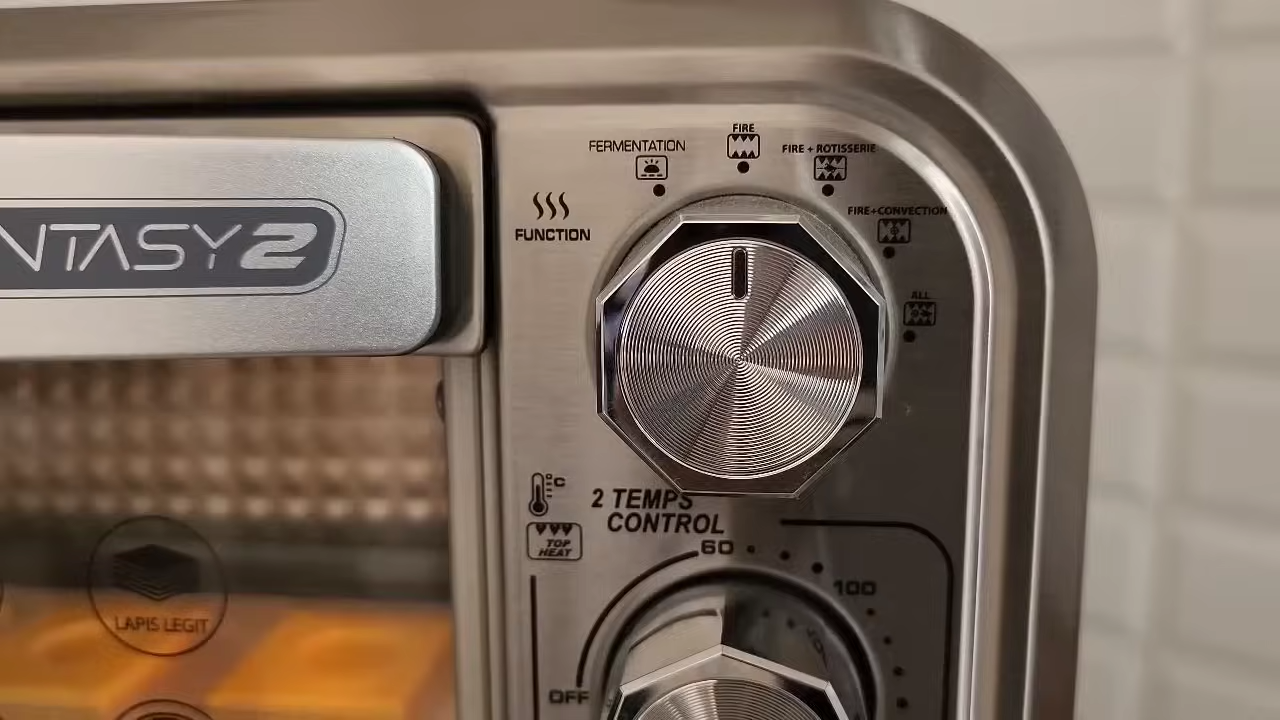 FIRE
FERMENTATION
FIRE + ROTISSERIE
FUNCTION
FIRE+CONVECTION
NTASY2
ALL
°C
2 TEMPS
CONTROL
TOP
HEAT
60
100
LAPIS LEGIT
OFF